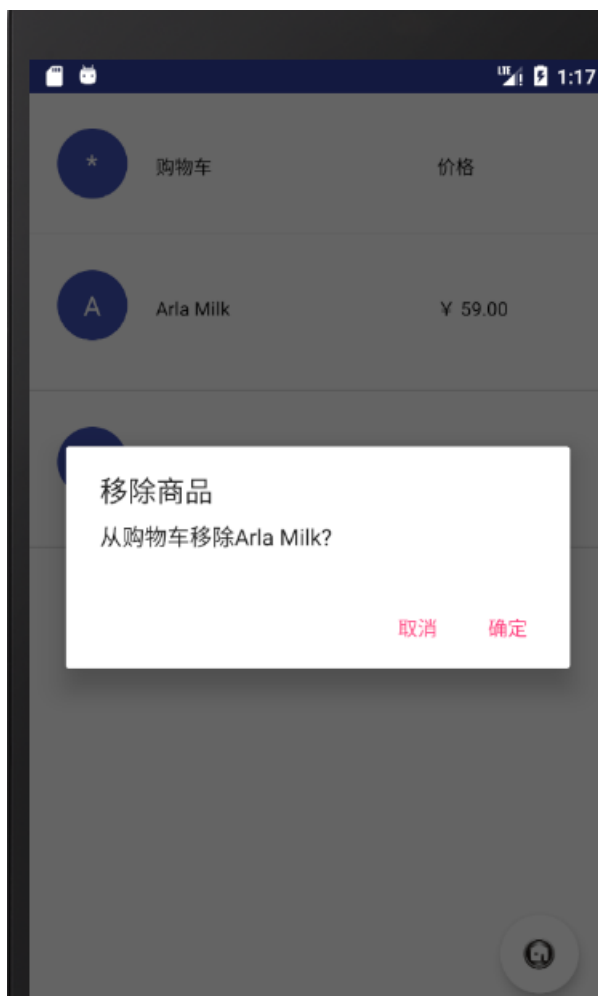 LTE 1:17
* 购物车 价格
A Arla Milk ¥ 59.00
移除商品
从购物车移除Arla Milk?
取消 确定